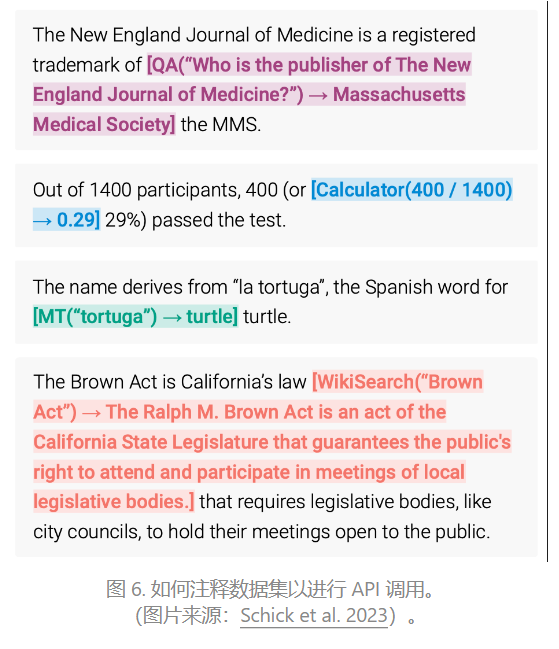 The New England Journal of Medicine is a registered
trademark of [QA(“Who is the publisher of The New
England Journal of Medicine?”) → Massachusetts
Medical Society] the MMS.
Out of 1400 participants, 400 (or [Calculator(400 / 1400)
→ 0.29] 29%) passed the test.
The name derives from “la tortuga”, the Spanish word for
[MT(“tortuga”) → turtle] turtle.
The Brown Act is California’s law [WikiSearch(“Brown
Act”) → The Ralph M. Brown Act is an act of the
California State Legislature that guarantees the public's
right to attend and participate in meetings of local
legislative bodies.] that requires legislative bodies, like
city councils, to hold their meetings open to the public.
图 6. 如何注释数据集以进行 API 调用。
(图片来源：Schick et al. 2023）。